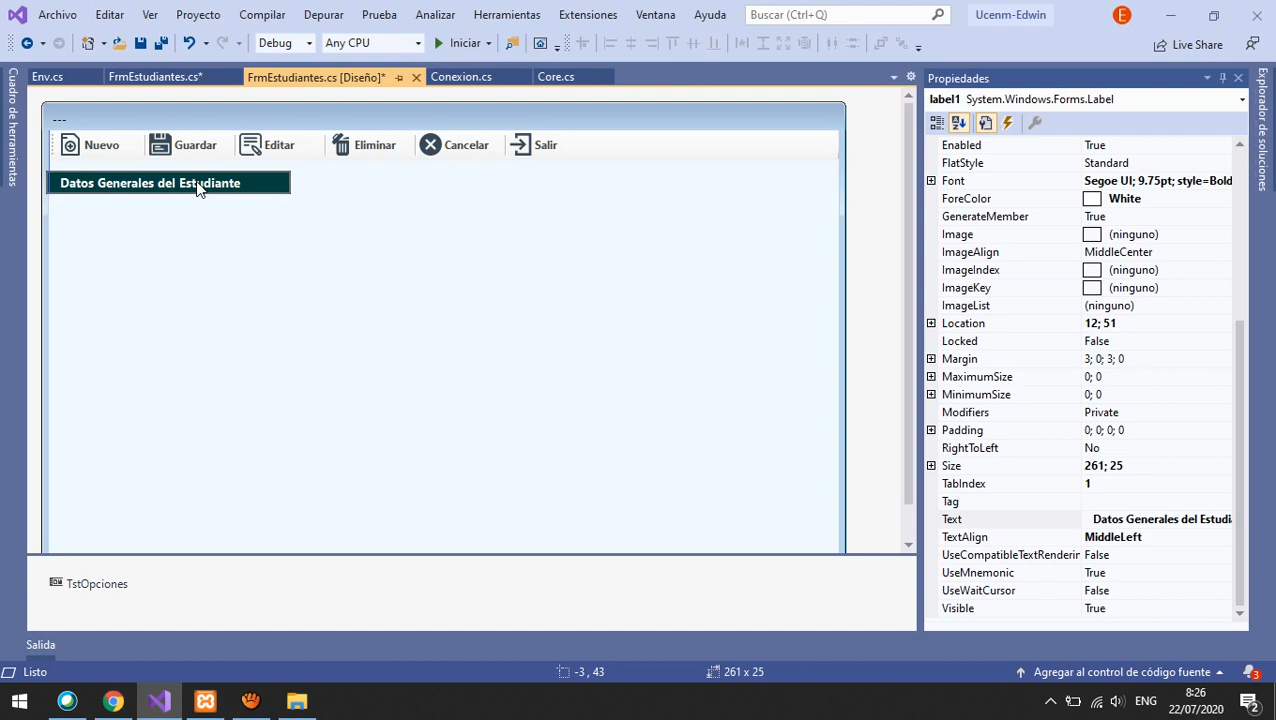 Archivo Editar Ver Proyecto Compilar Depurar Prueba Analizar Herramientas Extensiones Ventana Ayuda Buscar (Ctrl+Q) Ucenm-Edwin E
Debug Any CPU Iniciar Live Share
Env.cs FrmEstudiantes.cs* FrmEstudiantes.cs [Diseño]* Conexion.cs Core.cs
Cuadro de herramientas
---
Nuevo Guardar Editar Eliminar Cancelar Salir
Datos Generales del Estudiante
TstOpciones
Propiedades
label1 System.Windows.Forms.Label
Enabled True
FlatStyle Standard
Font Segoe UI; 9.75pt; style=Bold
ForeColor White
GenerateMember True
Image (ninguno)
ImageAlign MiddleCenter
ImageIndex (ninguno)
ImageKey (ninguno)
ImageList (ninguno)
Location 12; 51
Locked False
Margin 3; 0; 3; 0
MaximumSize 0; 0
MinimumSize 0; 0
Modifiers Private
Padding 0; 0; 0; 0
RightToLeft No
Size 261; 25
TabIndex 1
Tag
Text Datos Generales del Estudi
TextAlign MiddleLeft
UseCompatibleTextRenderin False
UseMnemonic True
UseWaitCursor False
Visible True
Explorador de soluciones
Salida
Listo -3 , 43 261 x 25 Agregar al control de código fuente 3
ENG 8:26
22/07/2020 2